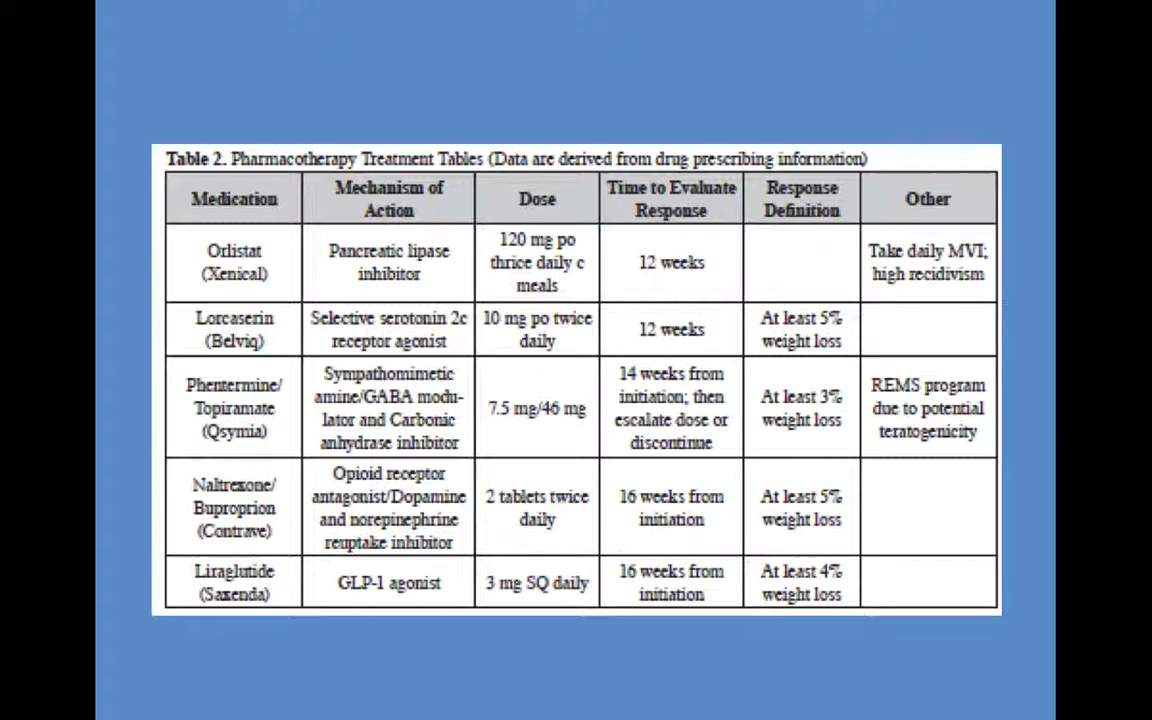 Table 2. Pharmacotherapy Treatment Tables (Data are derived from drug prescribing information)
Medication
Mechanism of
Action
Dose
Time to Evaluate
Response
Response
Definition
Other
Orlistat
(Xenical)
Pancreatic lipase
inhibitor
120 mg po
thrice daily c
meals
12 weeks
Take daily MVI;
high recidivism
Lorcaserin
(Belviq)
Selective serotonin 2c
receptor agonist
10 mg po twice
daily
12 weeks
At least 5%
weight loss
Phentermine/
Topiramate
(Qsymia)
Sympathomimetic
amine/GABA modu-
lator and Carbonic
anhydrase inhibitor
7.5 mg/46 mg
14 weeks from
initiation; then
escalate dose or
discontinue
At least 3%
weight loss
REMS program
due to potential
teratogenicity
Naltrexone/
Buproprion
(Contrave)
Opioid receptor
antagonist/Dopamine
and norepinephrine
reuptake inhibitor
2 tablets twice
daily
16 weeks from
initiation
At least 5%
weight loss
Liraglutide
(Saxenda)
GLP-1 agonist
3 mg SQ daily
16 weeks from
initiation
At least 4%
weight loss